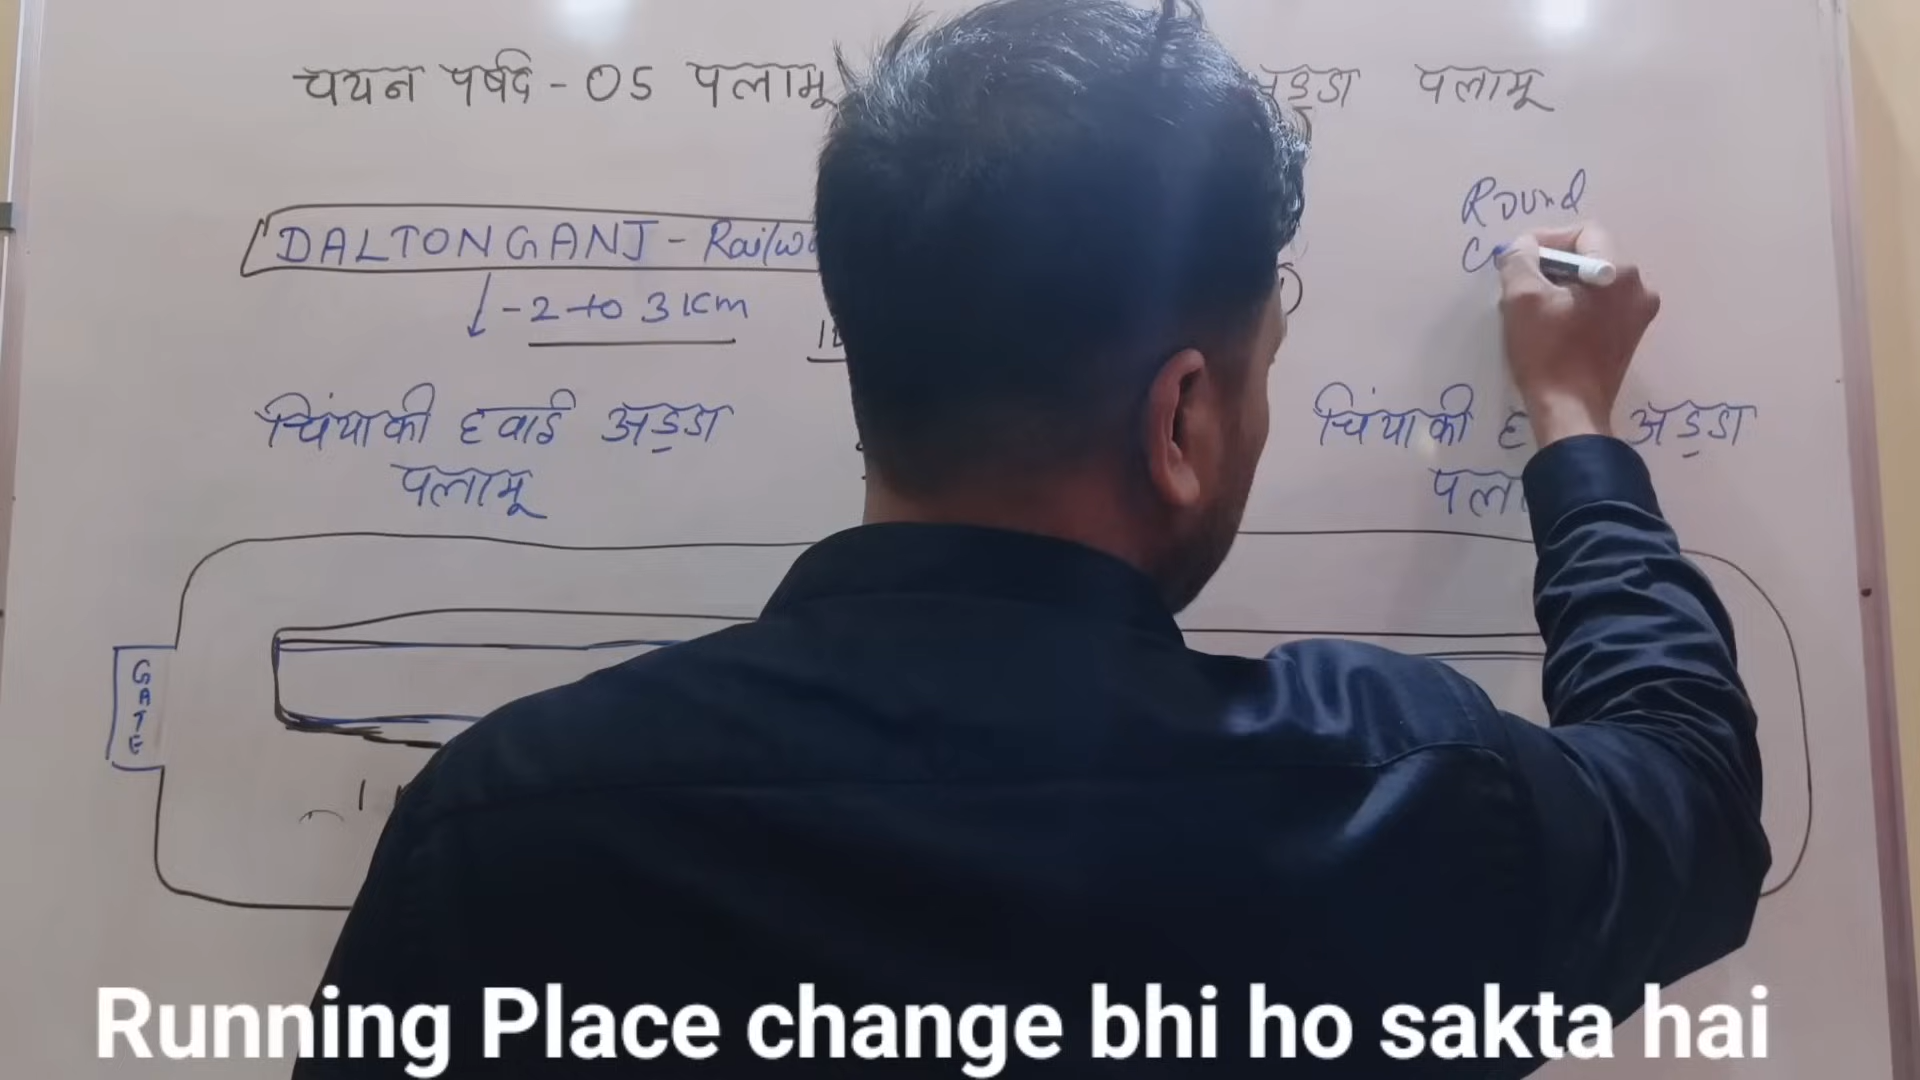 चयन पर्षद - 05 पलामू अड्डा पलामू
Round
DALTONGANJ - Railw
↓ - 2 to 3 Km
चिंयाकी हवाई अड्डा
पलामू
चिंयाकी ह अड्डा
पला
GATE
Running Place change bhi ho sakta hai